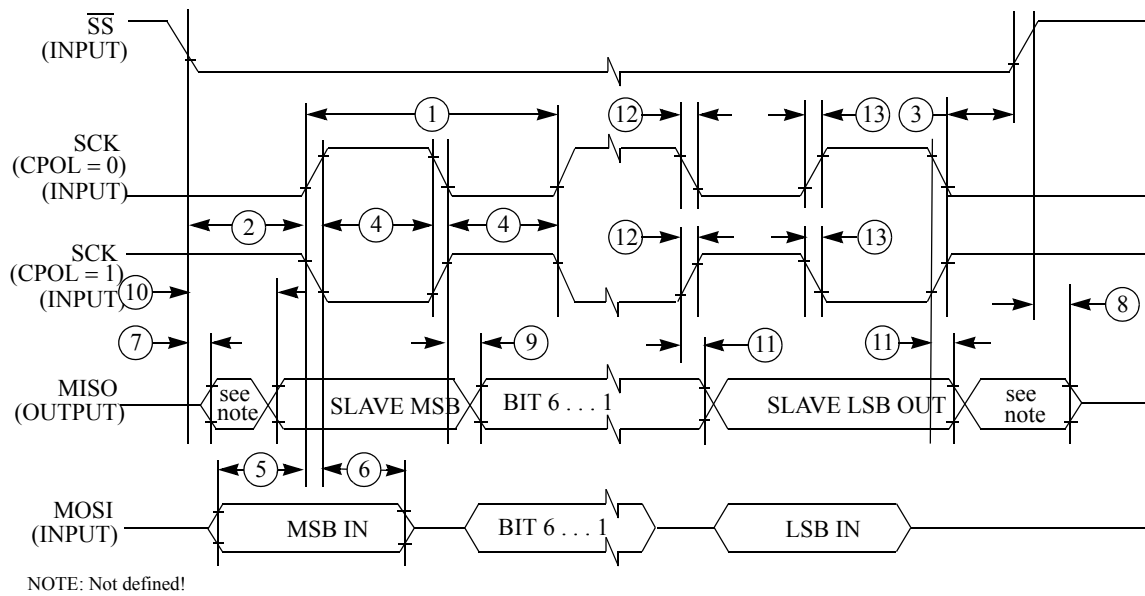 SS
(INPUT)
1
12
13
3
SCK
(CPOL = 0)
(INPUT)
2
4
4
12
13
SCK
(CPOL = 1)
(INPUT)
10
8
7
9
11
11
MISO
(OUTPUT)
see
note
SLAVE MSB
BIT 6 . . . 1
SLAVE LSB OUT
see
note
5
6
MOSI
(INPUT)
MSB IN
BIT 6 . . . 1
LSB IN
NOTE: Not defined!